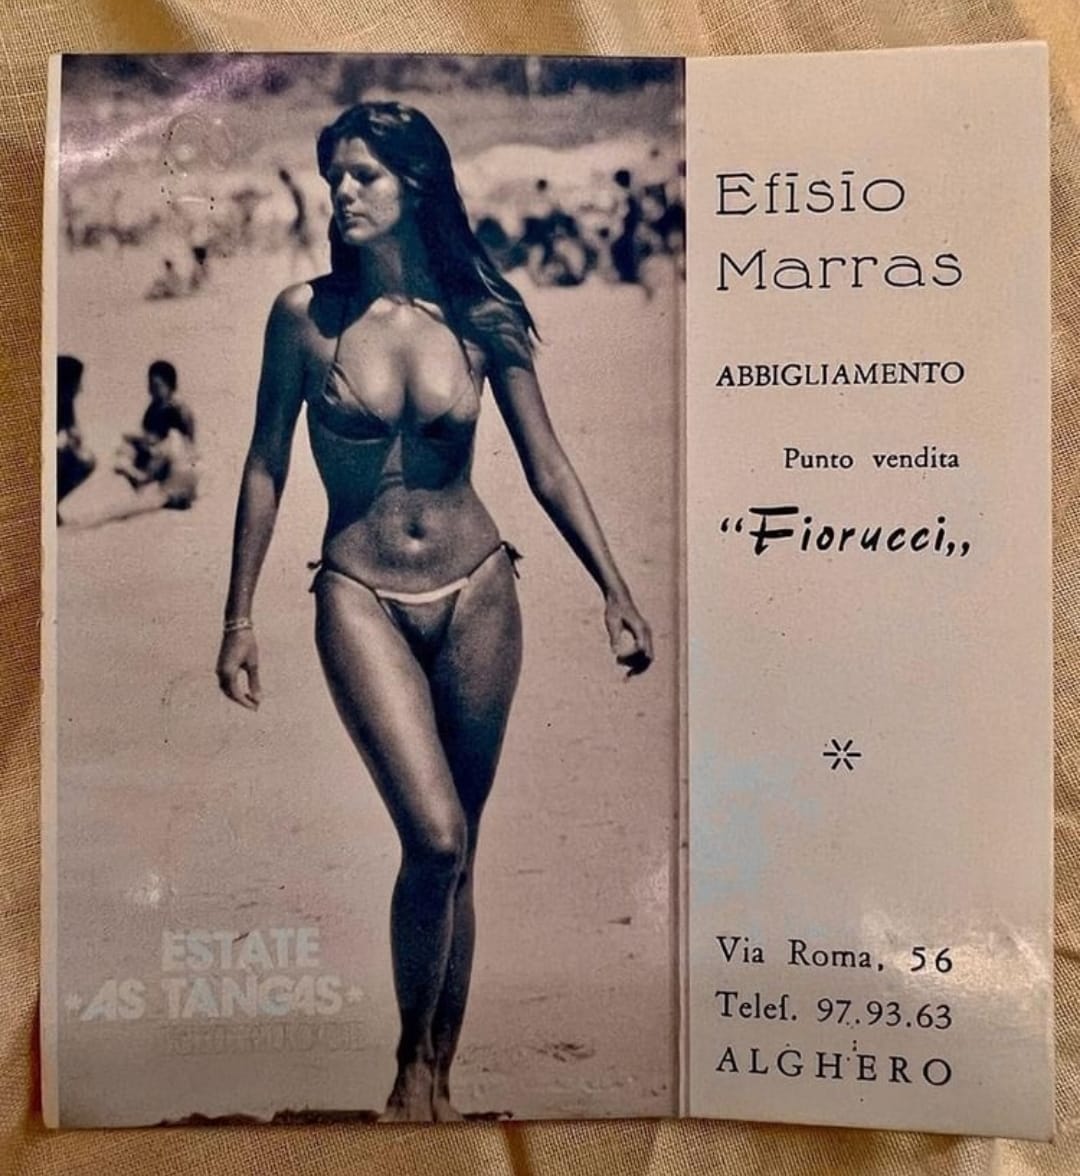 Efisio
Marras
ABBIGLIAMENTO
Punto vendita
“Fiorucci„
Via Roma, 56
Telef. 97.93.63
ALGHERO
ESTATE
*AS TANGAS*